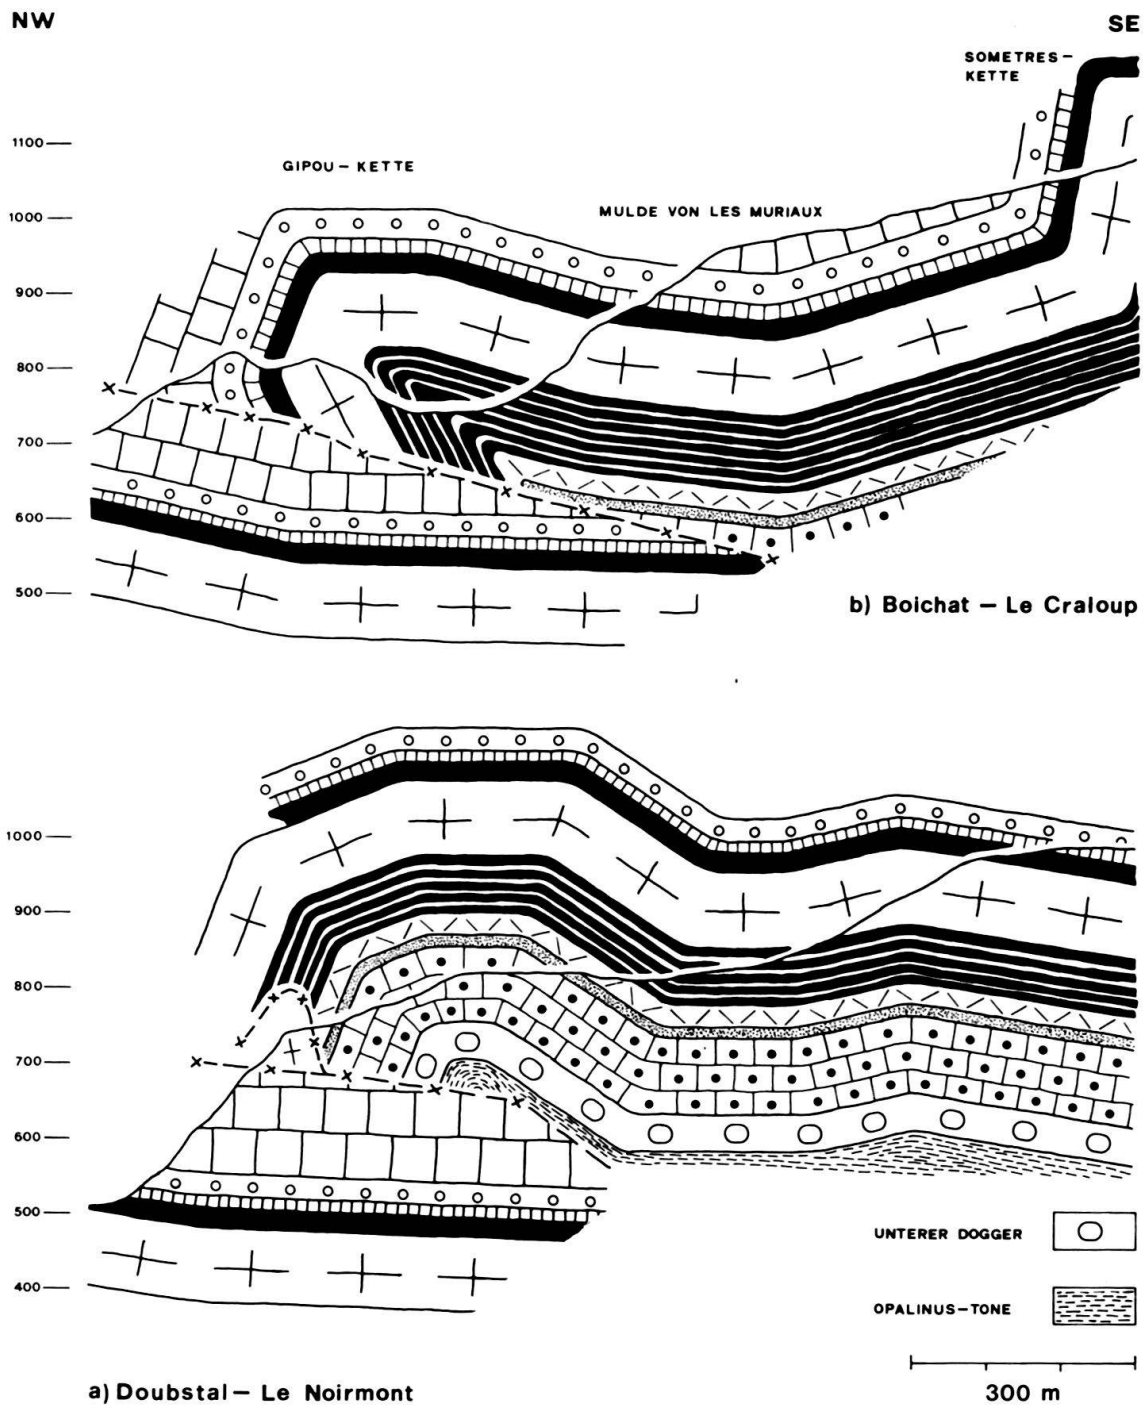 NW
SE
SOMETRES-
KETTE
1100
GIPOU-KETTE
1000
MULDE VON LES MURIAUX
900
800
700
600
500
b) Boichat - Le Craloup
1000
900
800
700
600
500
400
UNTERER DOGGER
OPALINUS-TONE
300 m
a) Doubstal - Le Noirmont